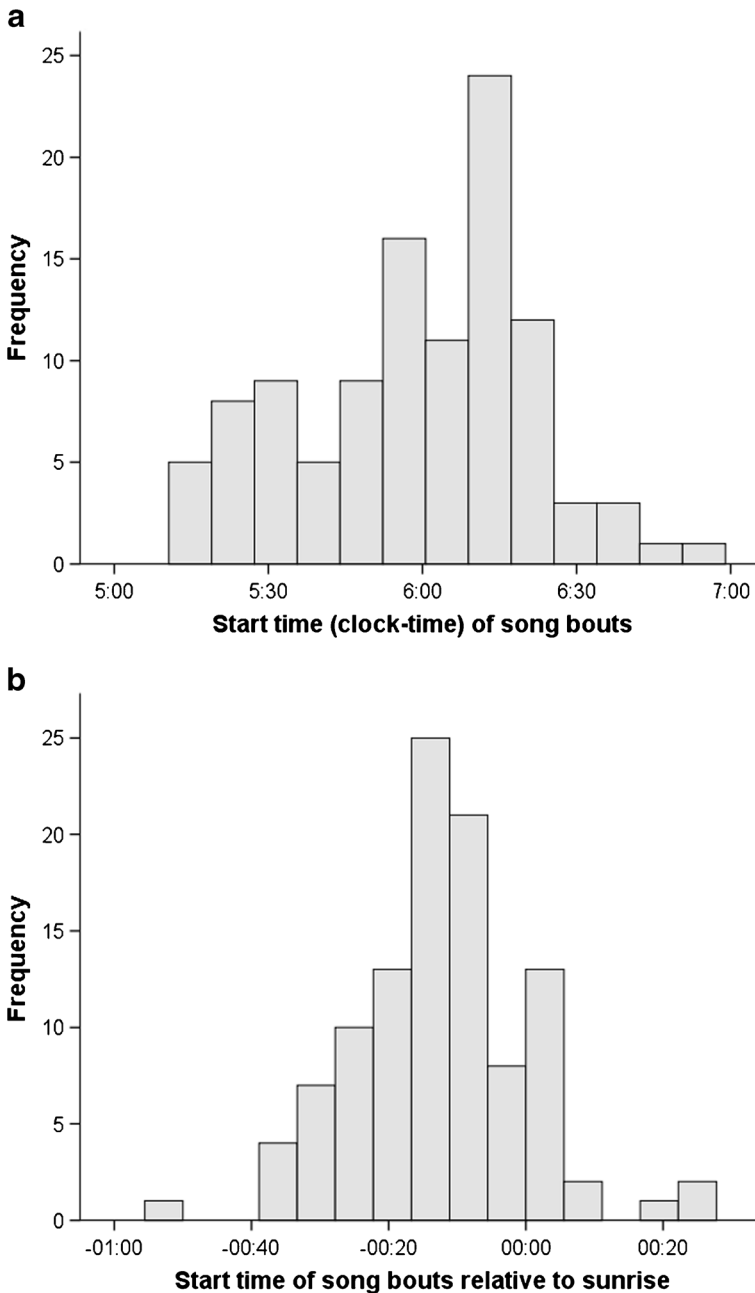 a
25
20
15
10
5
0
Frequency
5:00 5:30 6:00 6:30 7:00
Start time (clock-time) of song bouts
b
25
20
15
10
5
0
Frequency
-01:00 -00:40 -00:20 00:00 00:20
Start time of song bouts relative to sunrise